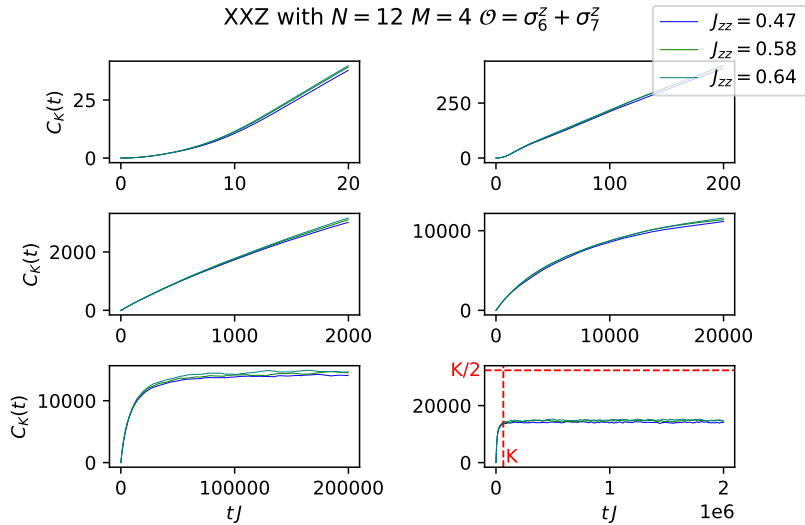 XXZ with N = 12 M = 4 𝒪 = σ₆ᶻ + σ₇ᶻ
J_zz = 0.47
J_zz = 0.58
J_zz = 0.64
C_K(t)
25
0
0 10 20
250
0
0 100 200
C_K(t)
2000
0
0 1000 2000
10000
0
0 10000 20000
C_K(t)
10000
0
0 100000 200000
tJ
K/2
20000
K
0
0 1 2
tJ
1e6